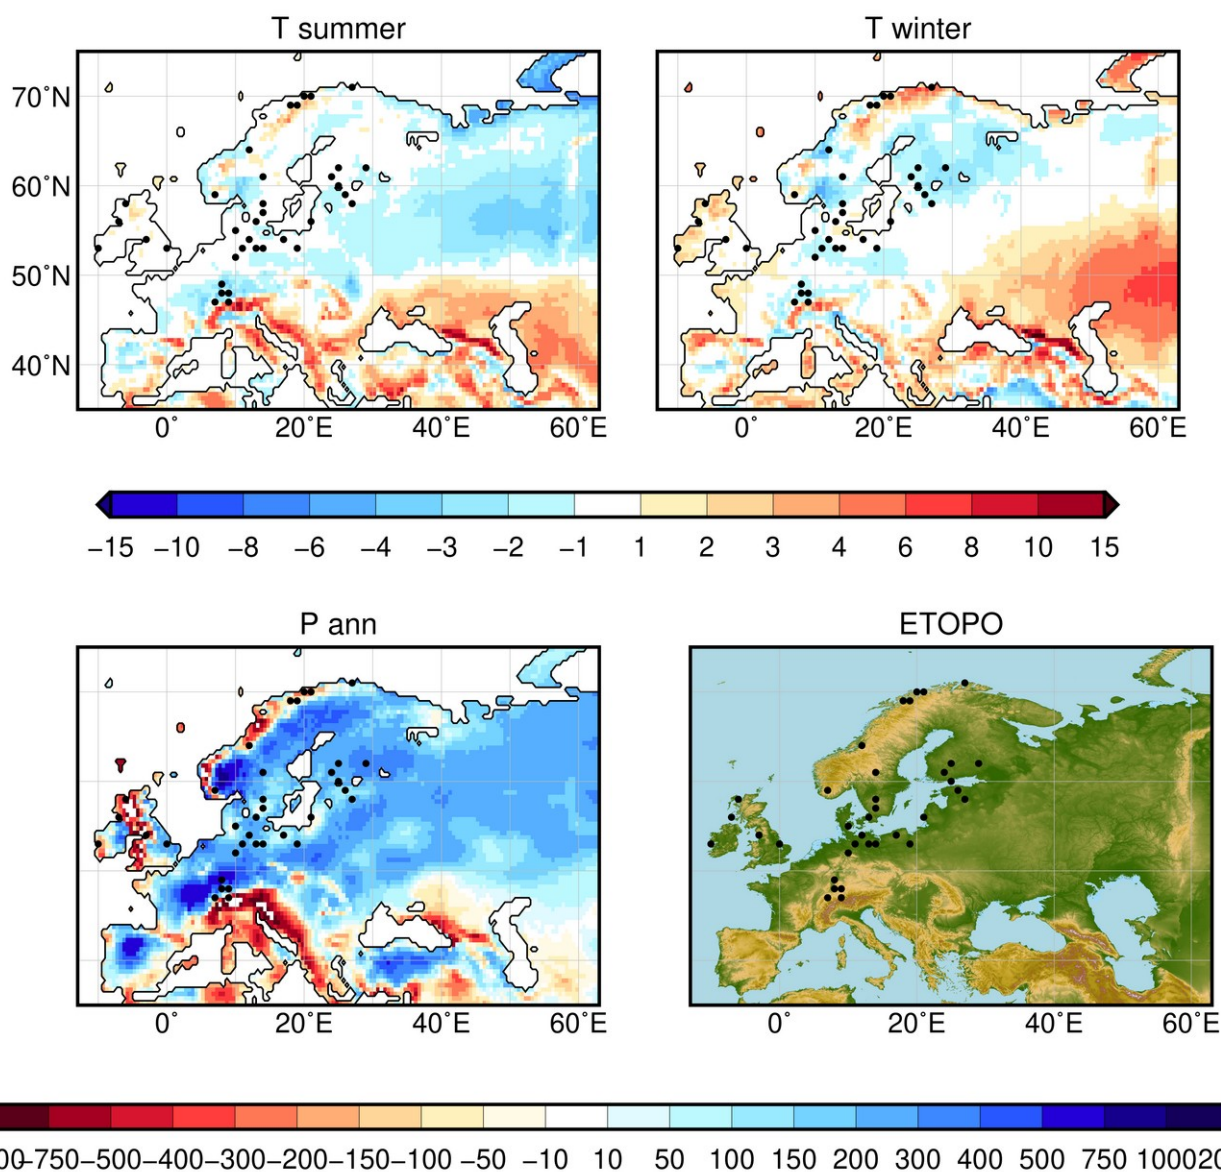 T summer
T winter
70˚N
60˚N
50˚N
40˚N
0˚ 20˚E 40˚E 60˚E
0˚ 20˚E 40˚E 60˚E
−15 −10 −8 −6 −4 −3 −2 −1 1 2 3 4 6 8 10 15
P ann
ETOPO
0˚ 20˚E 40˚E 60˚E
0˚ 20˚E 40˚E 60˚E
−750 −500 −400 −300 −200 −150 −100 −50 −10 10 50 100 150 200 300 400 500 750 1000